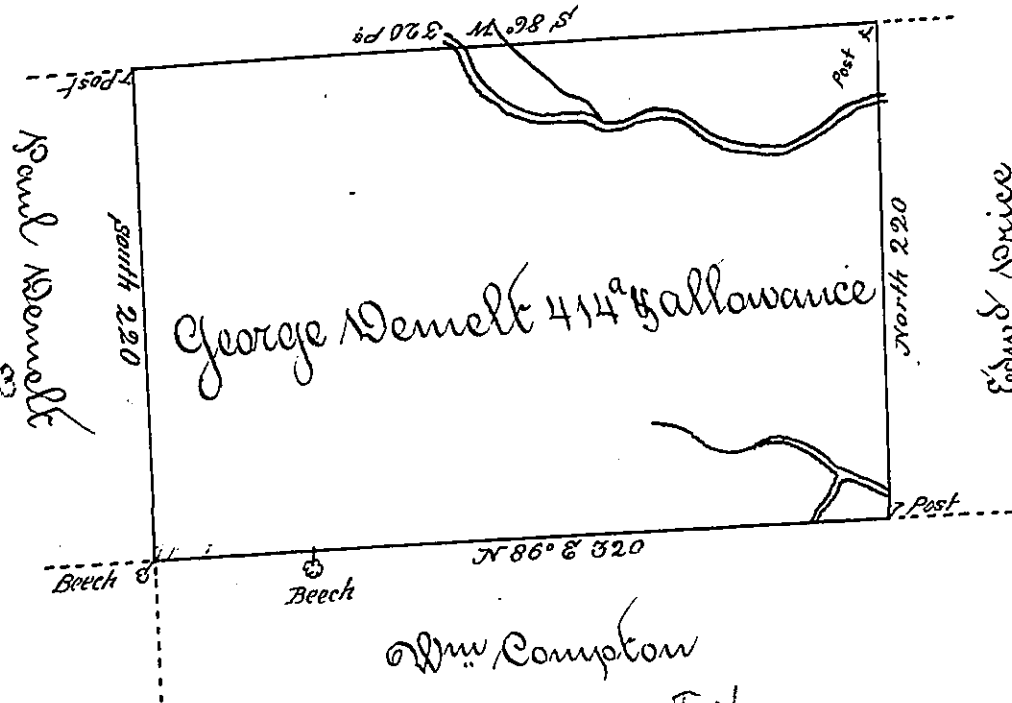 S 86° W 320 Ps
Post
Post
Paul Demelt
South 220
George Demelt 414a & allowance
North 220
Edwd Price
Post
N 86° E 320
Beech
Beech
Wm Compton